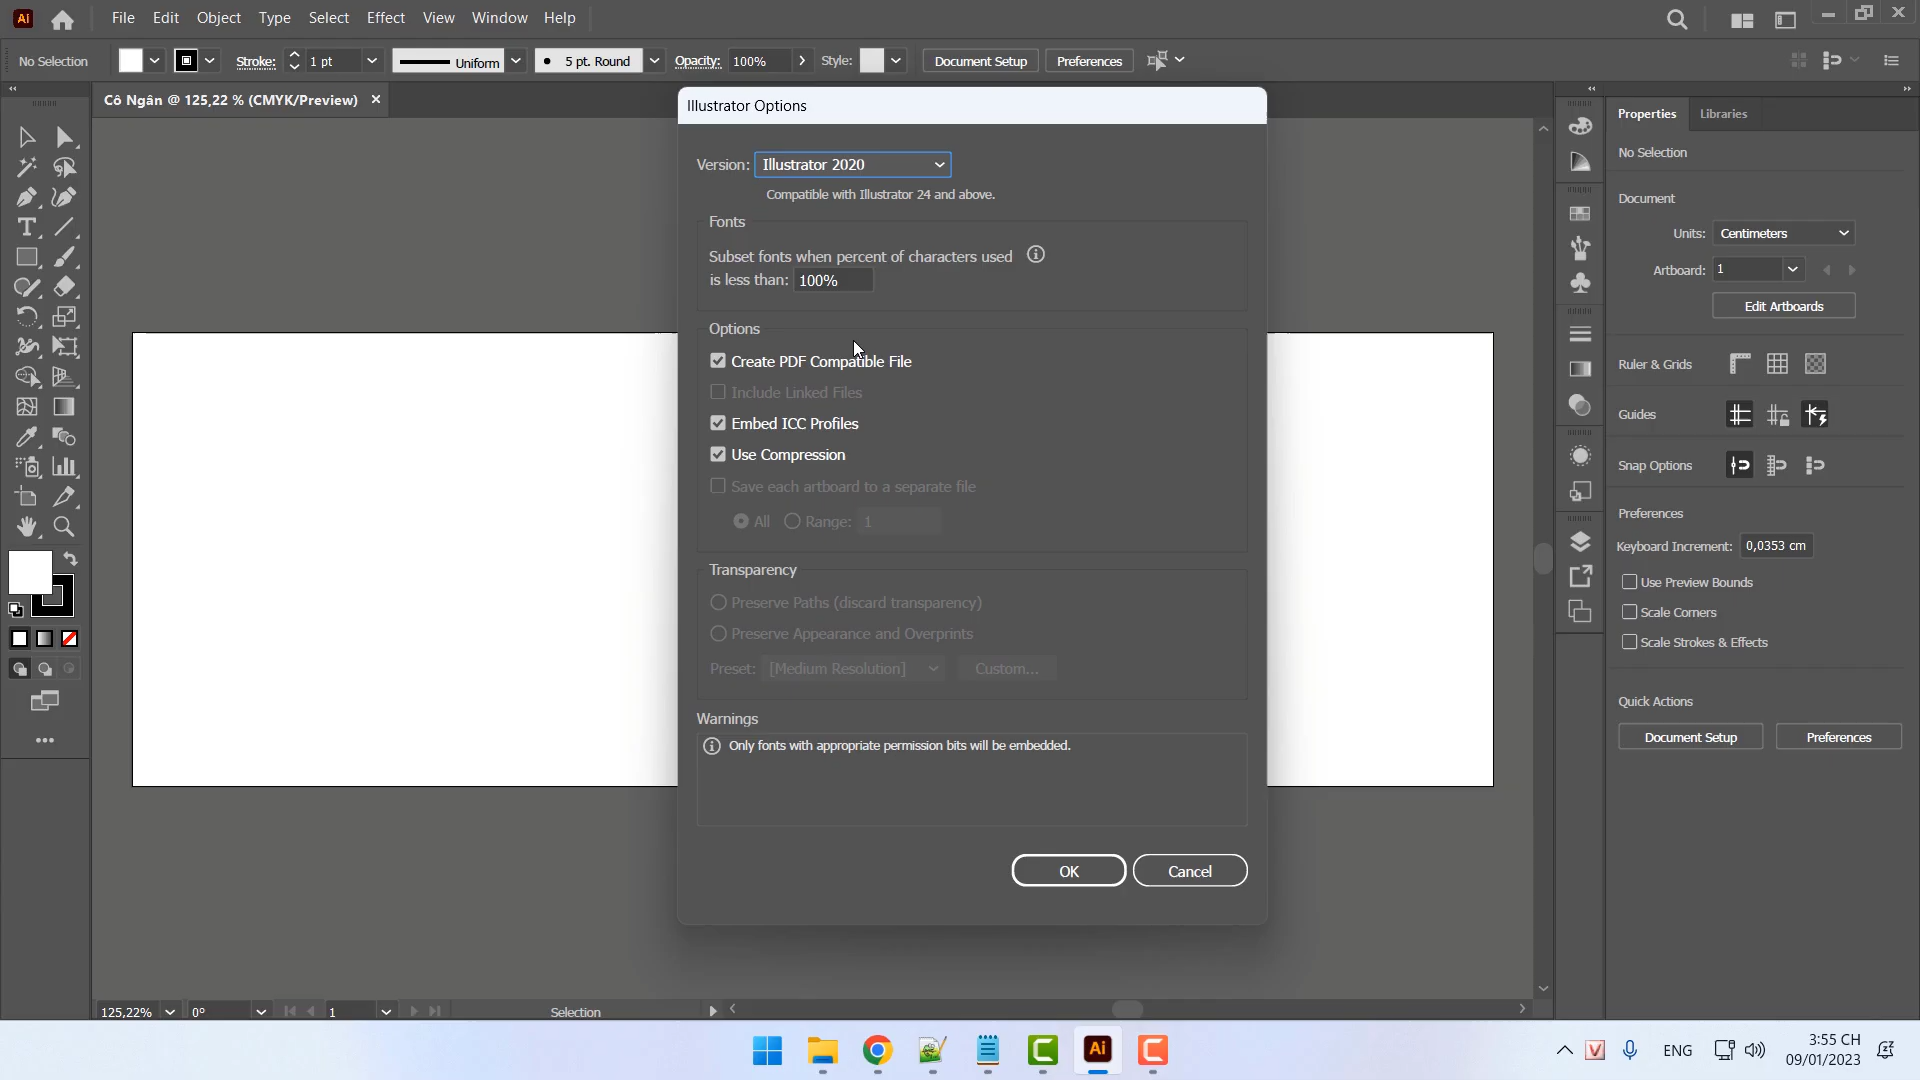 Ai File Edit Object Type Select Effect View Window Help
No Selection Stroke: 1 pt Uniform 5 pt. Round Opacity: 100% Style: Document Setup Preferences
Cô Ngân @ 125,22 % (CMYK/Preview)
Illustrator Options
Version: Illustrator 2020
Compatible with Illustrator 24 and above.
Fonts
Subset fonts when percent of characters used
is less than: 100%
Options
Create PDF Compatible File
Include Linked Files
Embed ICC Profiles
Use Compression
Save each artboard to a separate file
All Range: 1
Transparency
Preserve Paths (discard transparency)
Preserve Appearance and Overprints
Preset: [Medium Resolution] Custom...
Warnings
Only fonts with appropriate permission bits will be embedded.
OK Cancel
Properties Libraries
No Selection
Document
Units: Centimeters
Artboard: 1
Edit Artboards
Ruler & Grids
Guides
Snap Options
Preferences
Keyboard Increment: 0,0353 cm
Use Preview Bounds
Scale Corners
Scale Strokes & Effects
Quick Actions
Document Setup Preferences
125,22% 0° 1 Selection
Ai
V ENG 3:55 CH
09/01/2023